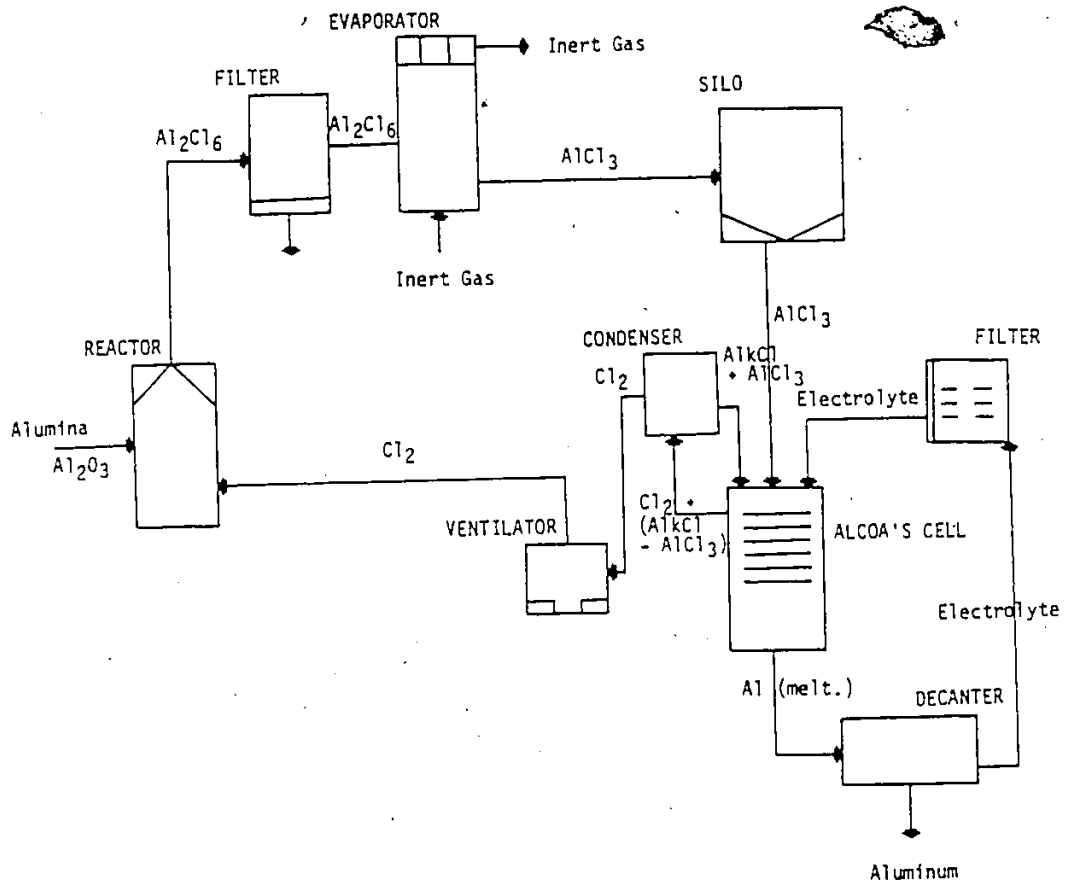 EVAPORATOR
Inert Gas
FILTER
SILO
Al2Cl6
Al2Cl6
AlCl3
Inert Gas
AlCl3
REACTOR
CONDENSER
FILTER
Cl2
AlkCl
+ AlCl3
Electrolyte
Alumina
Al2O3
Cl2
Cl2 +
(AlkCl
- AlCl3)
VENTILATOR
ALCOA'S CELL
Electrolyte
Al (melt.)
DECANTER
Aluminum